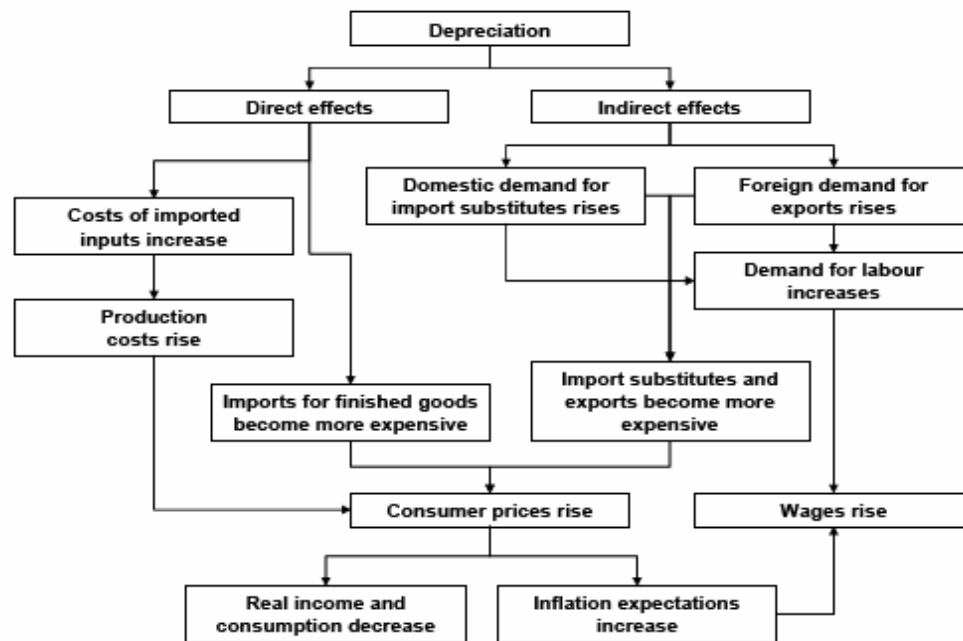 Depreciation
Direct effects
Indirect effects
Domestic demand for
import substitutes rises
Foreign demand for
exports rises
Costs of imported
inputs increase
Demand for labour
increases
Production
costs rise
Imports for finished goods
become more expensive
Import substitutes and
exports become more
expensive
Consumer prices rise
Wages rise
Real income and
consumption decrease
Inflation expectations
increase